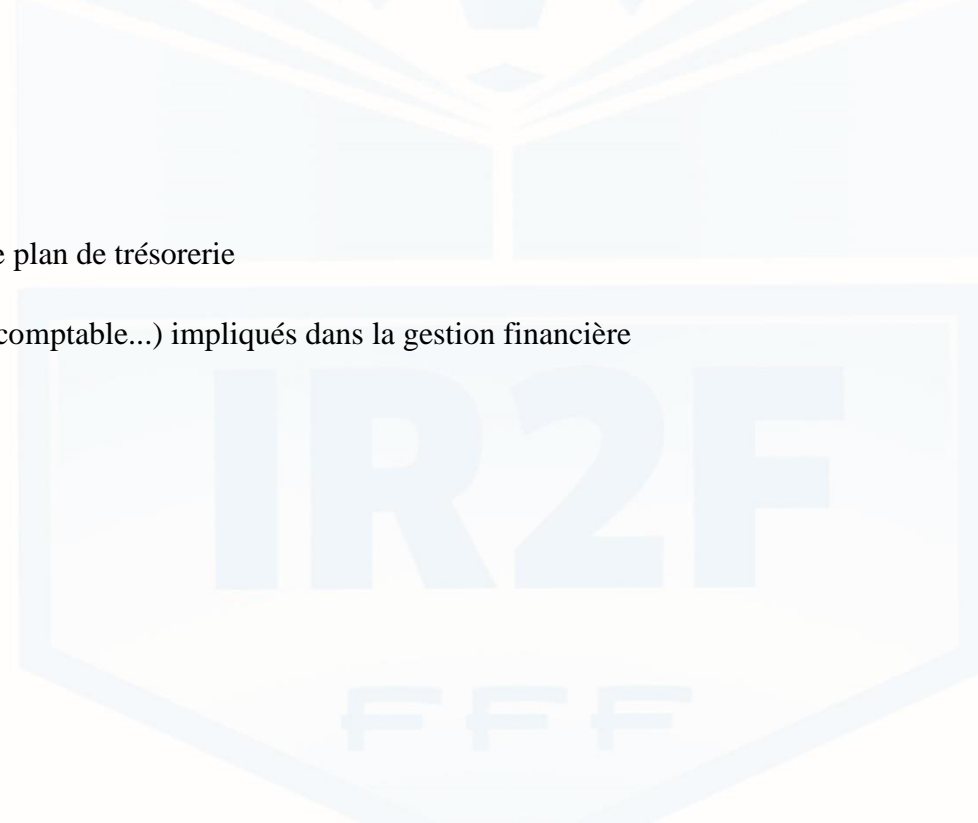 e plan de trésorerie
comptable...) impliqués dans la gestion financière
IR2F
FFF